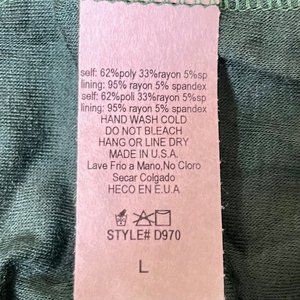 self: 62%poly 33%rayon 5%sp
lining: 95% rayon 5% spandex
self: 62%poli 33%rayon 5%sp
lining: 95% rayon 5% spandex
HAND WASH COLD
DO NOT BLEACH
HANG OR LINE DRY
MADE IN U.S.A.
Lave Frio a Mano,No Cloro
Secar Colgado
HECO EN E.U.A
STYLE# D970
L